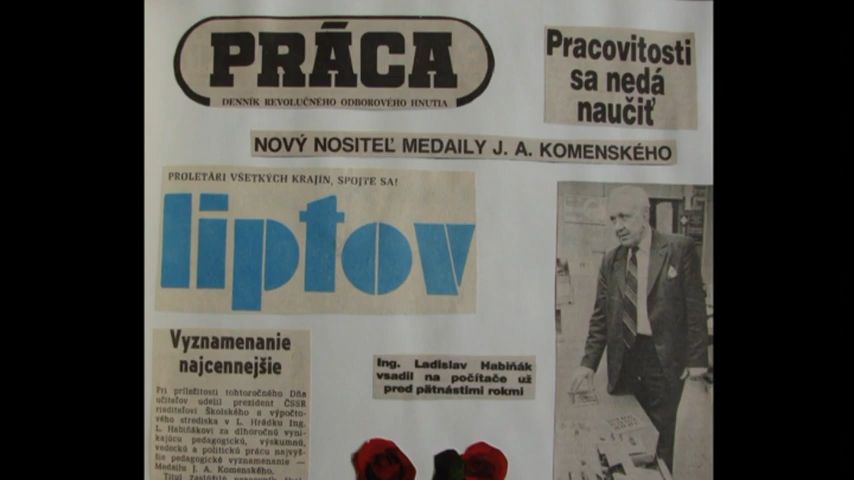 PRÁCA
DENNÍK REVOLUČNÉHO ODBOROVÉHO HNUTIA
Pracovitosti
sa nedá
naučiť
NOVÝ NOSITEĽ MEDAILY J. A. KOMENSKÉHO
PROLETÁRI VŠETKÝCH KRAJÍN, SPOJTE SA!
liptov
Vyznamenanie
najcennejšie
Ing. Ladislav Habiňák
vsadil na počítače už
pred pätnástimi rokmi
Pri príležitosti tohtoročného Dňa
učiteľov udelil prezident ČSSR
riaditeľovi Školského a výpočto-
vého strediska v L. Hrádku Ing.
L. Habiňákovi za dlhoročnú vyni-
kajúcu pedagogickú, výskumnú,
vedeckú a politickú prácu najvyš-
šie pedagogické vyznamenanie —
Medailu J. A. Komenského.